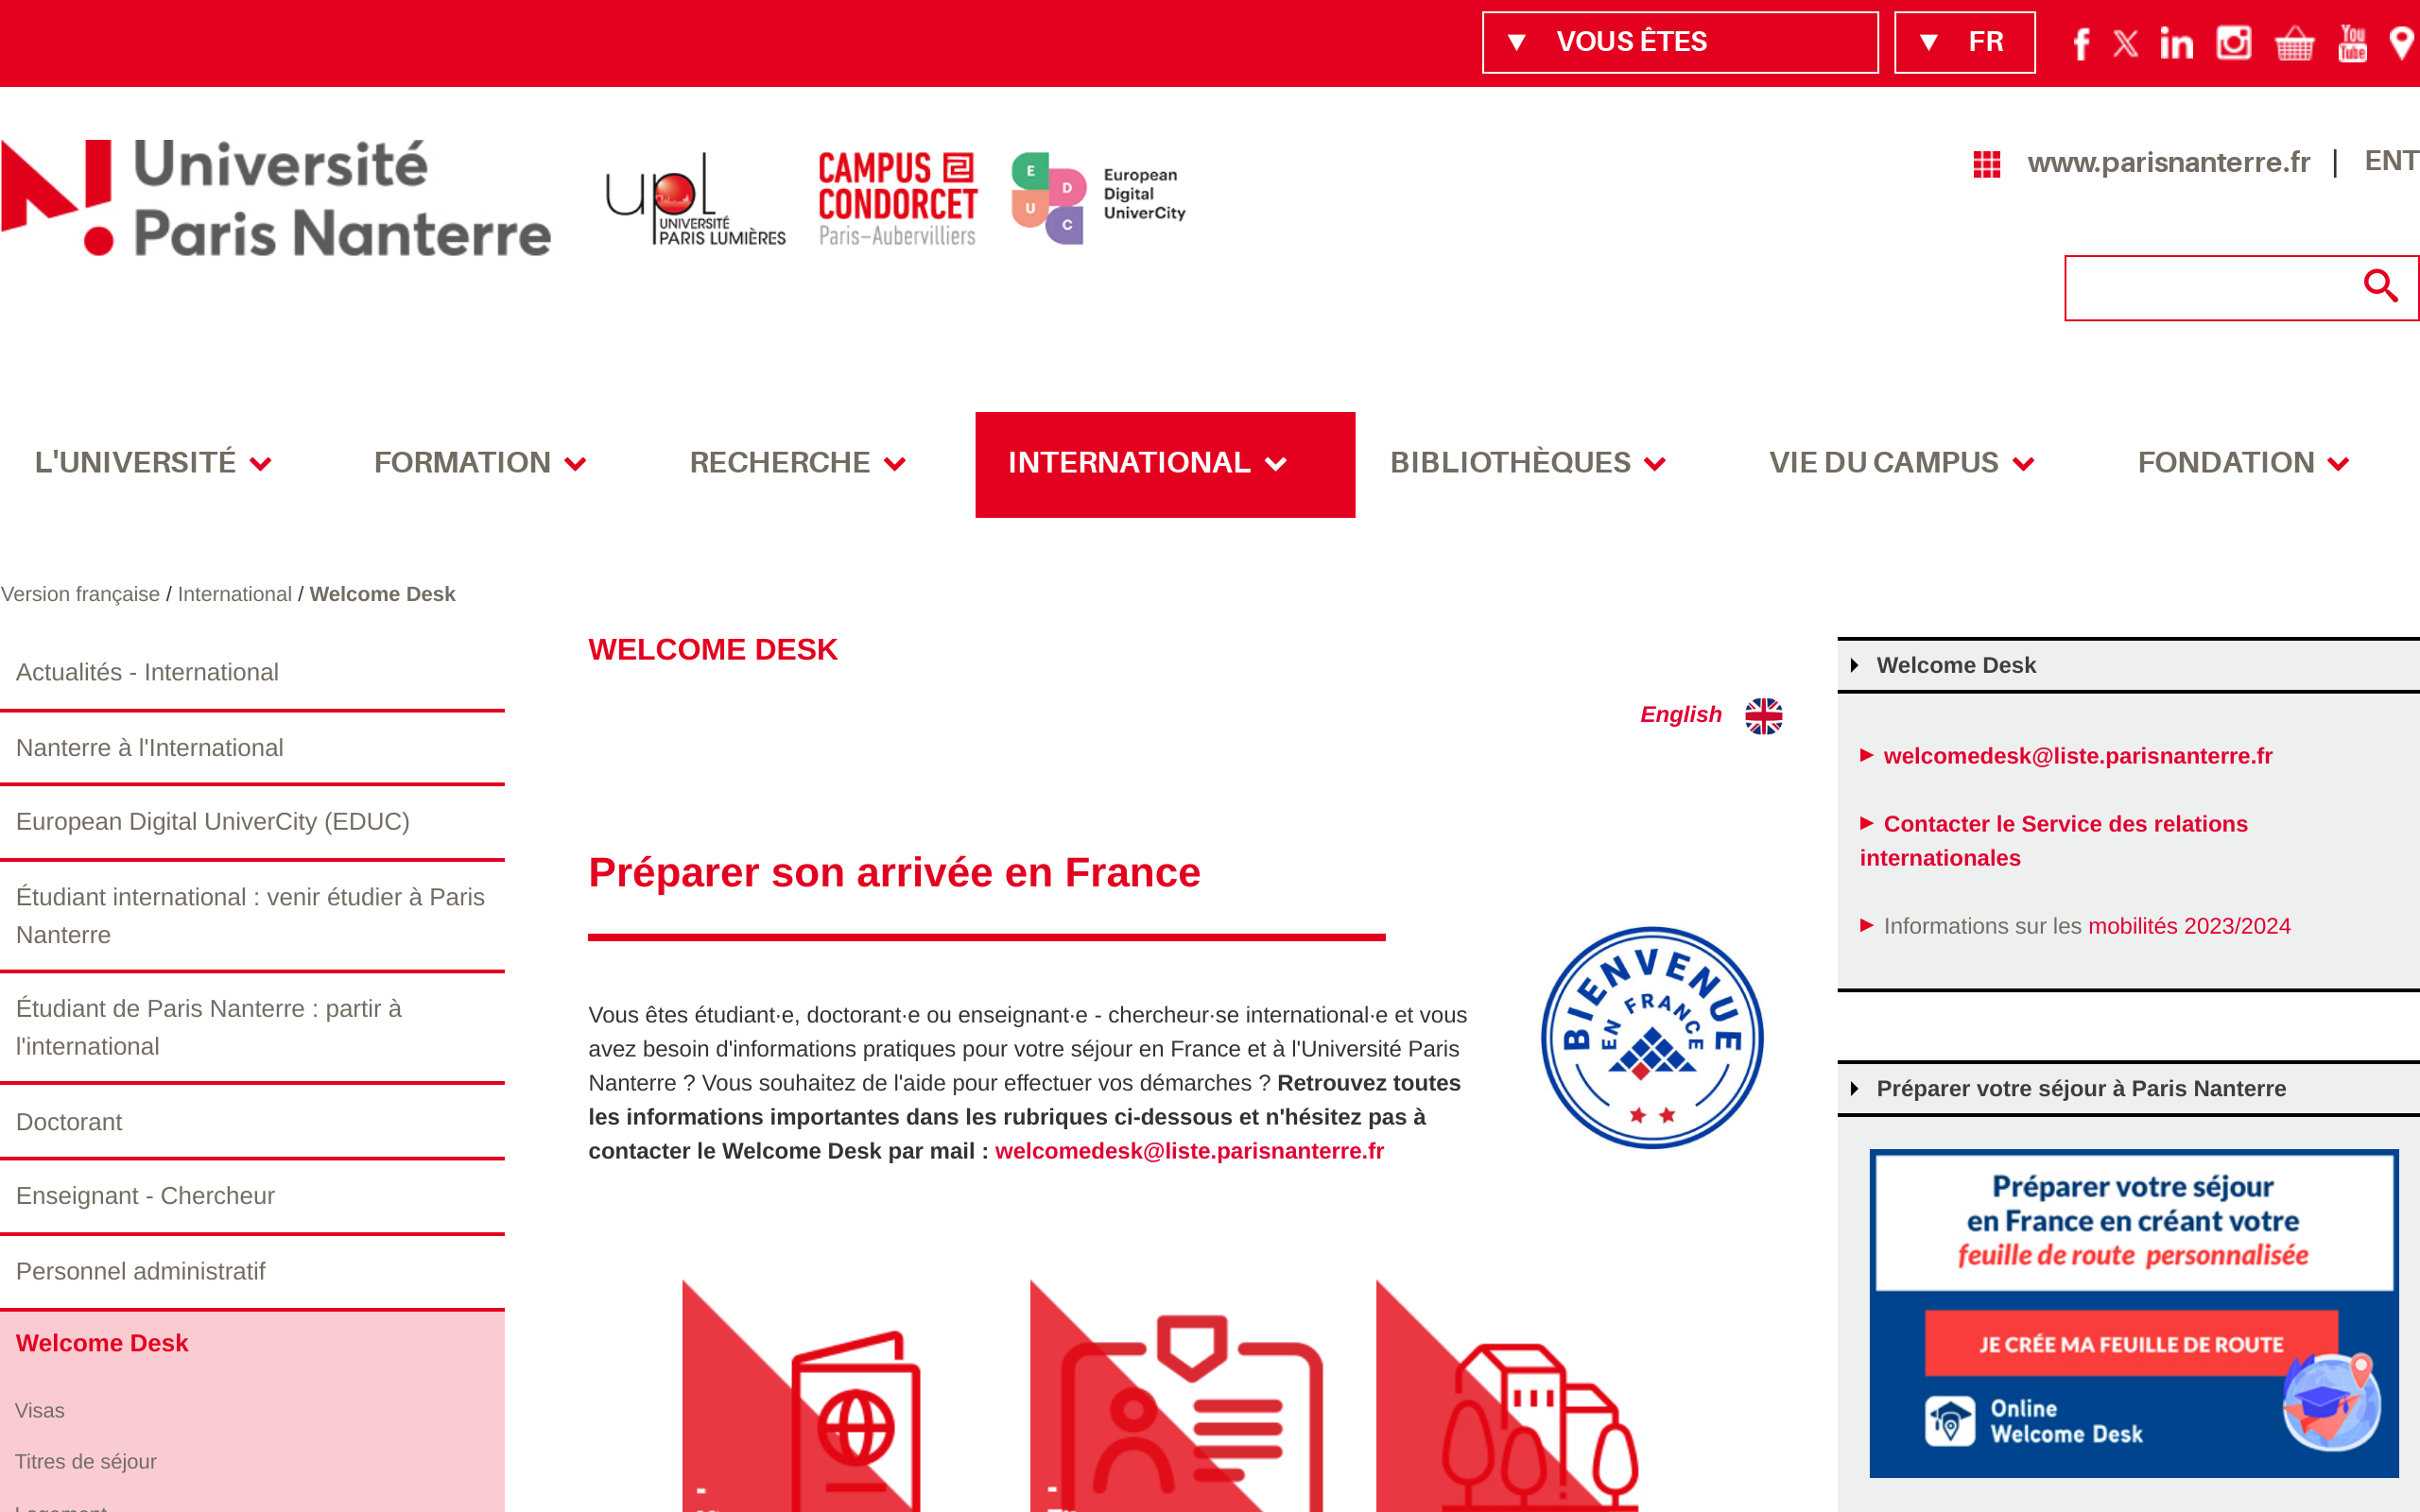 VOUS ÊTES
FR
You
Tube
Université
Paris Nanterre
upl
UNIVERSITÉ
PARIS LUMIÈRES
CAMPUS
CONDORCET
Paris–Aubervilliers
E
D
U
C
European
Digital
UniverCity
www.parisnanterre.fr | ENT
L'UNIVERSITÉ
FORMATION
RECHERCHE
INTERNATIONAL
BIBLIOTHÈQUES
VIE DU CAMPUS
FONDATION
Version française / International / Welcome Desk
Actualités - International
Nanterre à l'International
European Digital UniverCity (EDUC)
Étudiant international : venir étudier à Paris
Nanterre
Étudiant de Paris Nanterre : partir à
l'international
Doctorant
Enseignant - Chercheur
Personnel administratif
Welcome Desk
Visas
Titres de séjour
WELCOME DESK
English
Préparer son arrivée en France
Vous êtes étudiant·e, doctorant·e ou enseignant·e - chercheur·se international·e et vous
avez besoin d'informations pratiques pour votre séjour en France et à l'Université Paris
Nanterre ? Vous souhaitez de l'aide pour effectuer vos démarches ? Retrouvez toutes
les informations importantes dans les rubriques ci-dessous et n'hésitez pas à
contacter le Welcome Desk par mail : welcomedesk@liste.parisnanterre.fr
BIENVENUE
EN FRANCE
Welcome Desk
welcomedesk@liste.parisnanterre.fr
Contacter le Service des relations
internationales
Informations sur les mobilités 2023/2024
Préparer votre séjour à Paris Nanterre
Préparer votre séjour
en France en créant votre
feuille de route personnalisée
JE CRÉE MA FEUILLE DE ROUTE
Online
Welcome Desk